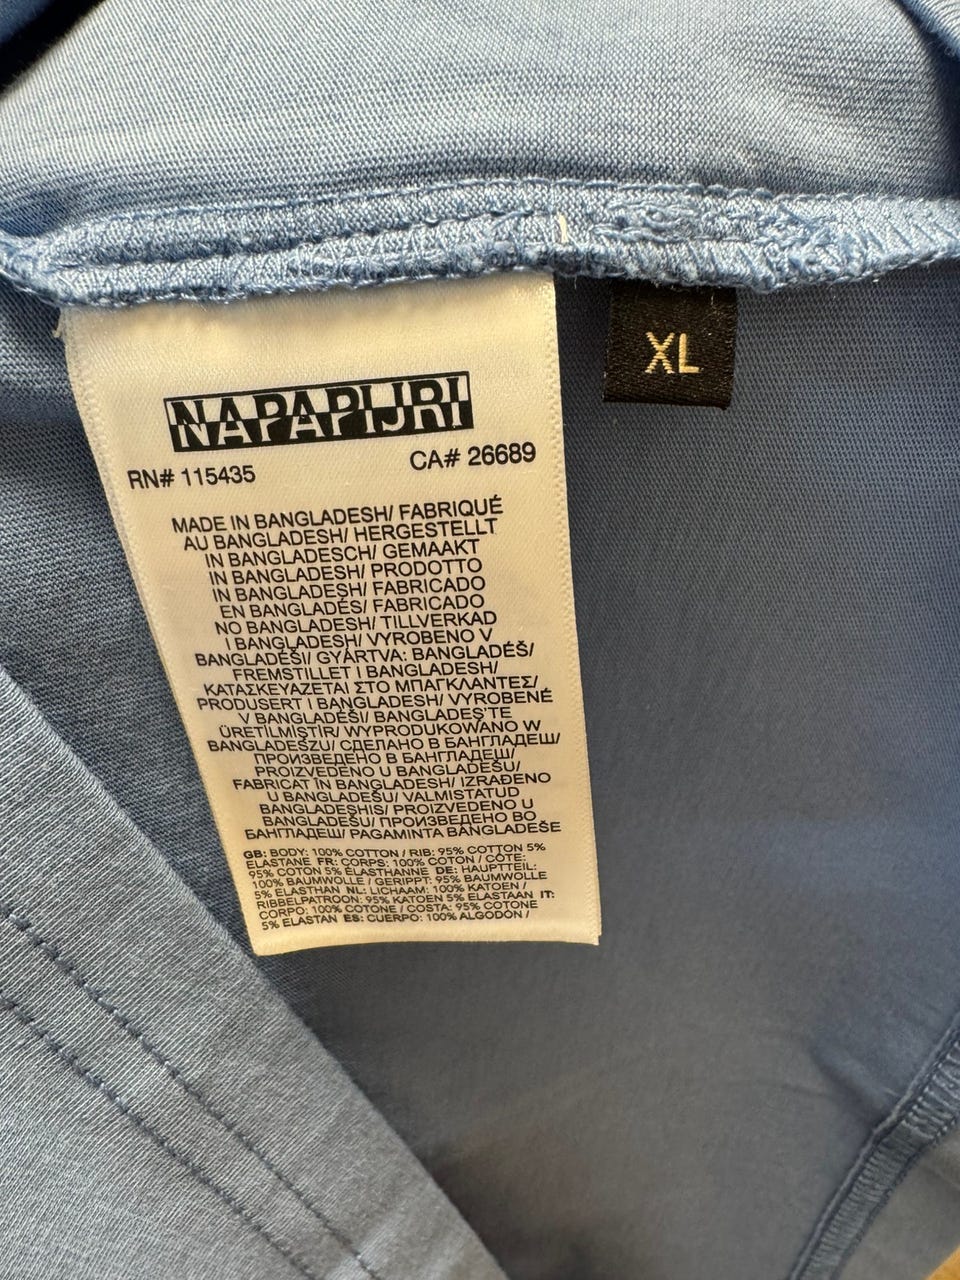 XL
NAPAPIJRI
RN# 115435 CA# 26689
MADE IN BANGLADESH/ FABRIQUÉ
AU BANGLADESH/ HERGESTELLT
IN BANGLADESCH/ GEMAAKT
IN BANGLADESH/ PRODOTTO
IN BANGLADESH/ FABRICADO
EN BANGLADÉS/ FABRICADO
NO BANGLADESH/ TILLVERKAD
I BANGLADESH/ VYROBENO V
BANGLADÉŠI/ GYÁRTVA: BANGLADÉŠ/
FREMSTILLET I BANGLADESH/
ΚΑΤΑΣΚΕΥΑΖΕΤΑΙ ΣΤΟ ΜΠΑΓΚΛΑΝΤΕΣ/
PRODUSERT I BANGLADESH/ VYROBENÉ
V BANGLADÉŠI/ BANGLADEŞ'TE
ÜRETİLMİŞTİR/ WYPRODUKOWANO W
BANGLADESZU/ СДЕЛАНО В БАНГЛАДЕШ/
ПРОИЗВЕДЕНО В БАНГЛАДЕШ/
PROIZVEDENO U BANGLADEŠU/
FABRICAT ÎN BANGLADESH/ IZRAĐENO
U BANGLADEŠU/ VALMISTATUD
BANGLADESHIS/ PROIZVEDENO U
BANGLADEŠU/ ПРОИЗВЕДЕНО ВО
БАНГЛАДЕШ/ PAGAMINTA BANGLADEŠE
GB: BODY: 100% COTTON / RIB: 95% COTTON 5%
ELASTANE FR: CORPS: 100% COTON / CÔTE:
95% COTON 5% ÉLASTHANNE DE: HAUPTTEIL:
100% BAUMWOLLE / GERIPPT: 95% BAUMWOLLE
5% ELASTHAN NL: LICHAAM: 100% KATOEN /
RIBBELPATROON: 95% KATOEN 5% ELASTAAN IT:
CORPO: 100% COTONE / COSTA: 95% COTONE
5% ELASTAN ES: CUERPO: 100% ALGODÓN /